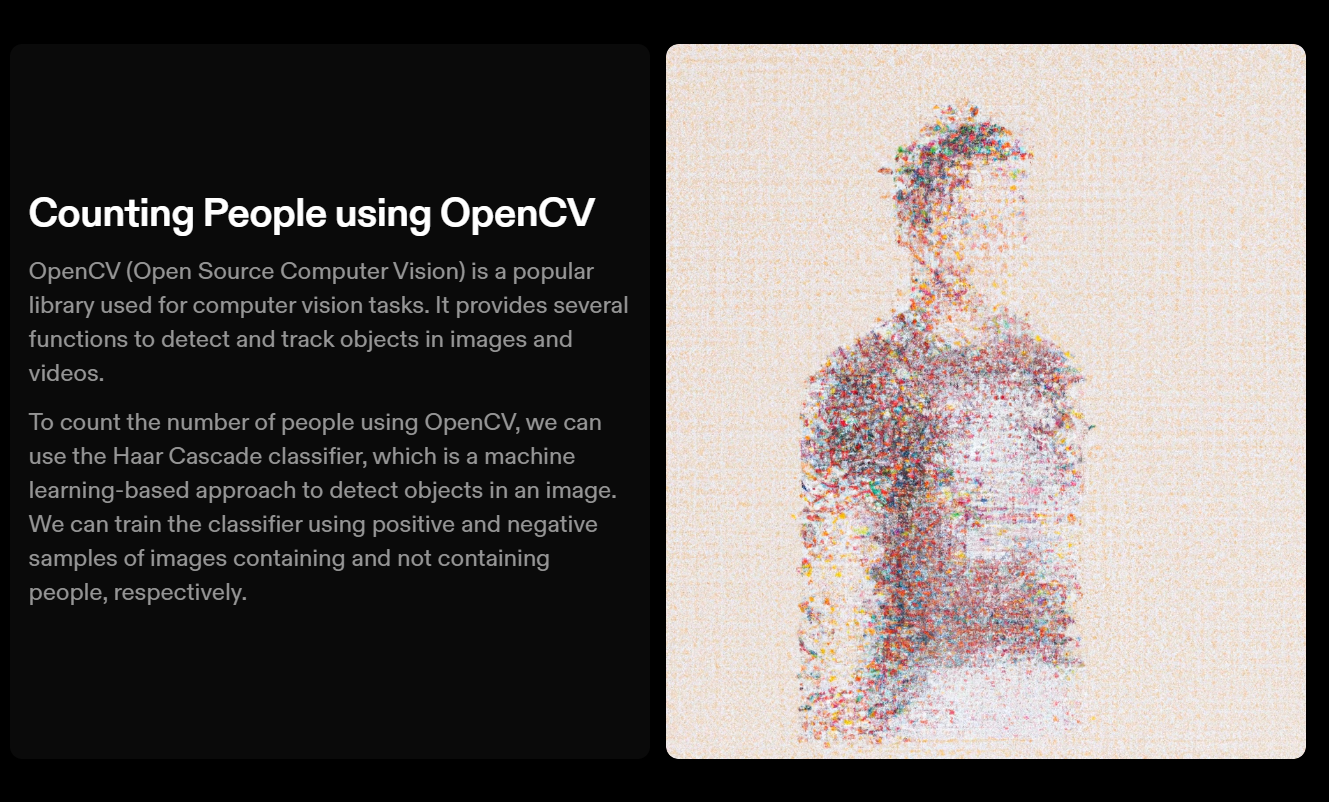 Counting People using OpenCV
OpenCV (Open Source Computer Vision) is a popular
library used for computer vision tasks. It provides several
functions to detect and track objects in images and
videos.
To count the number of people using OpenCV, we can
use the Haar Cascade classifier, which is a machine
learning-based approach to detect objects in an image.
We can train the classifier using positive and negative
samples of images containing and not containing
people, respectively.